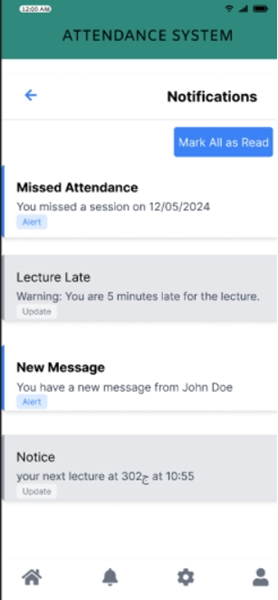 12:00 AM
ATTENDANCE SYSTEM
Notifications
Mark All as Read
Missed Attendance
You missed a session on 12/05/2024
Alert
Lecture Late
Warning: You are 5 minutes late for the lecture.
Update
New Message
You have a new message from John Doe
Alert
Notice
your next lecture at 302ح at 10:55
Update